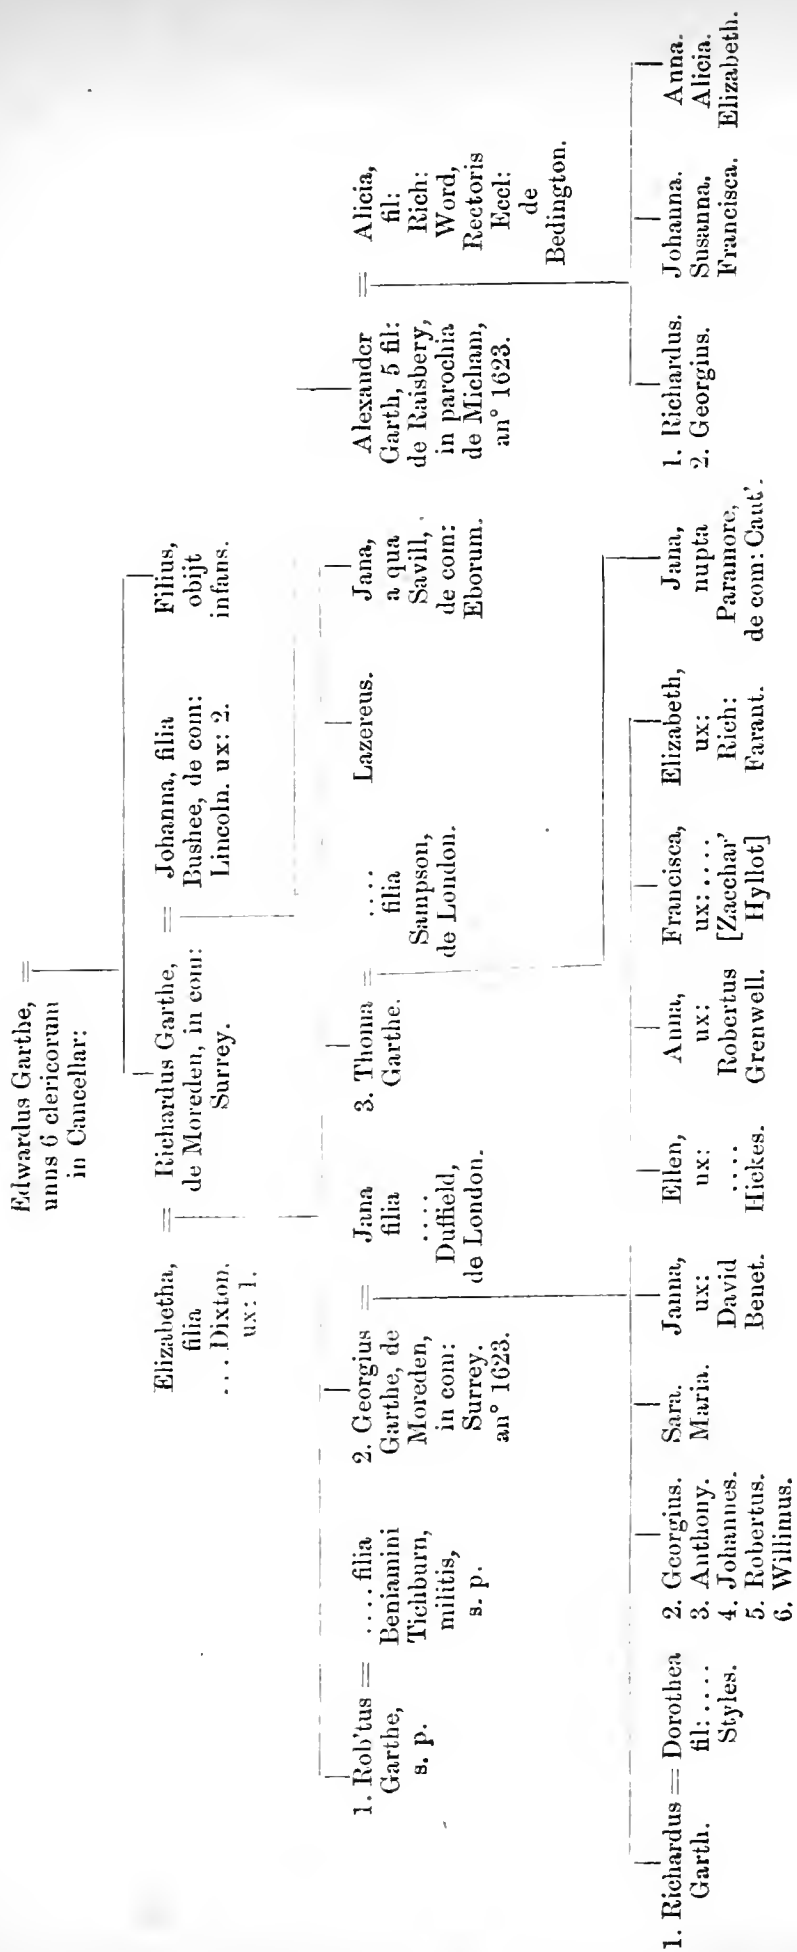 Edwardus Garthe,
unns 6 clericorum
in Cancellar:
Elizabetha,
filia
.... Dixton.
ux: 1.
Richardus Garthe,
de Moreden, in com:
Surrey.
Johanna, filia
Bushee, de com:
Lincoln. ux: 2.
Filius,
obijt
infans.
1. Rob'tus
Garthe,
s. p.
.... filia
Beniamini
Tichburn,
militis,
s. p.
2. Georgius
Garthe, de
Moreden,
in com:
Surrey.
an° 1623.
Jana
filia
....
Duffield,
de London.
3. Thoma
Garthe.
....
filia
Sampson,
de London.
Lazereus.
Jana,
a qua
Savill,
de com:
Eborum.
Alexander
Garth, 5 fil:
de Raisbery,
in parochia
de Micham,
an° 1623.
Alicia,
fil:
Rich:
Word,
Rectoris
Eccl:
de
Bedington.
1. Richardus
Garth.
Dorothea
fil: ....
Styles.
2. Georgius.
3. Anthony.
4. Johannes.
5. Robertus.
6. Willimus.
Sara.
Maria.
Janna,
ux:
David
Benet.
Ellen,
ux:
....
Hickes.
Anna,
ux:
Robertus
Grenwell.
Francisca,
ux: ....
[Zacchar'
Hyllot]
Elizabeth,
ux:
Rich:
Farant.
Jana,
nupta
Paramore,
de com: Cant'.
1. Richardus.
2. Georgius.
Johanna.
Susanna.
Francisca.
Anna.
Alicia.
Elizabeth.